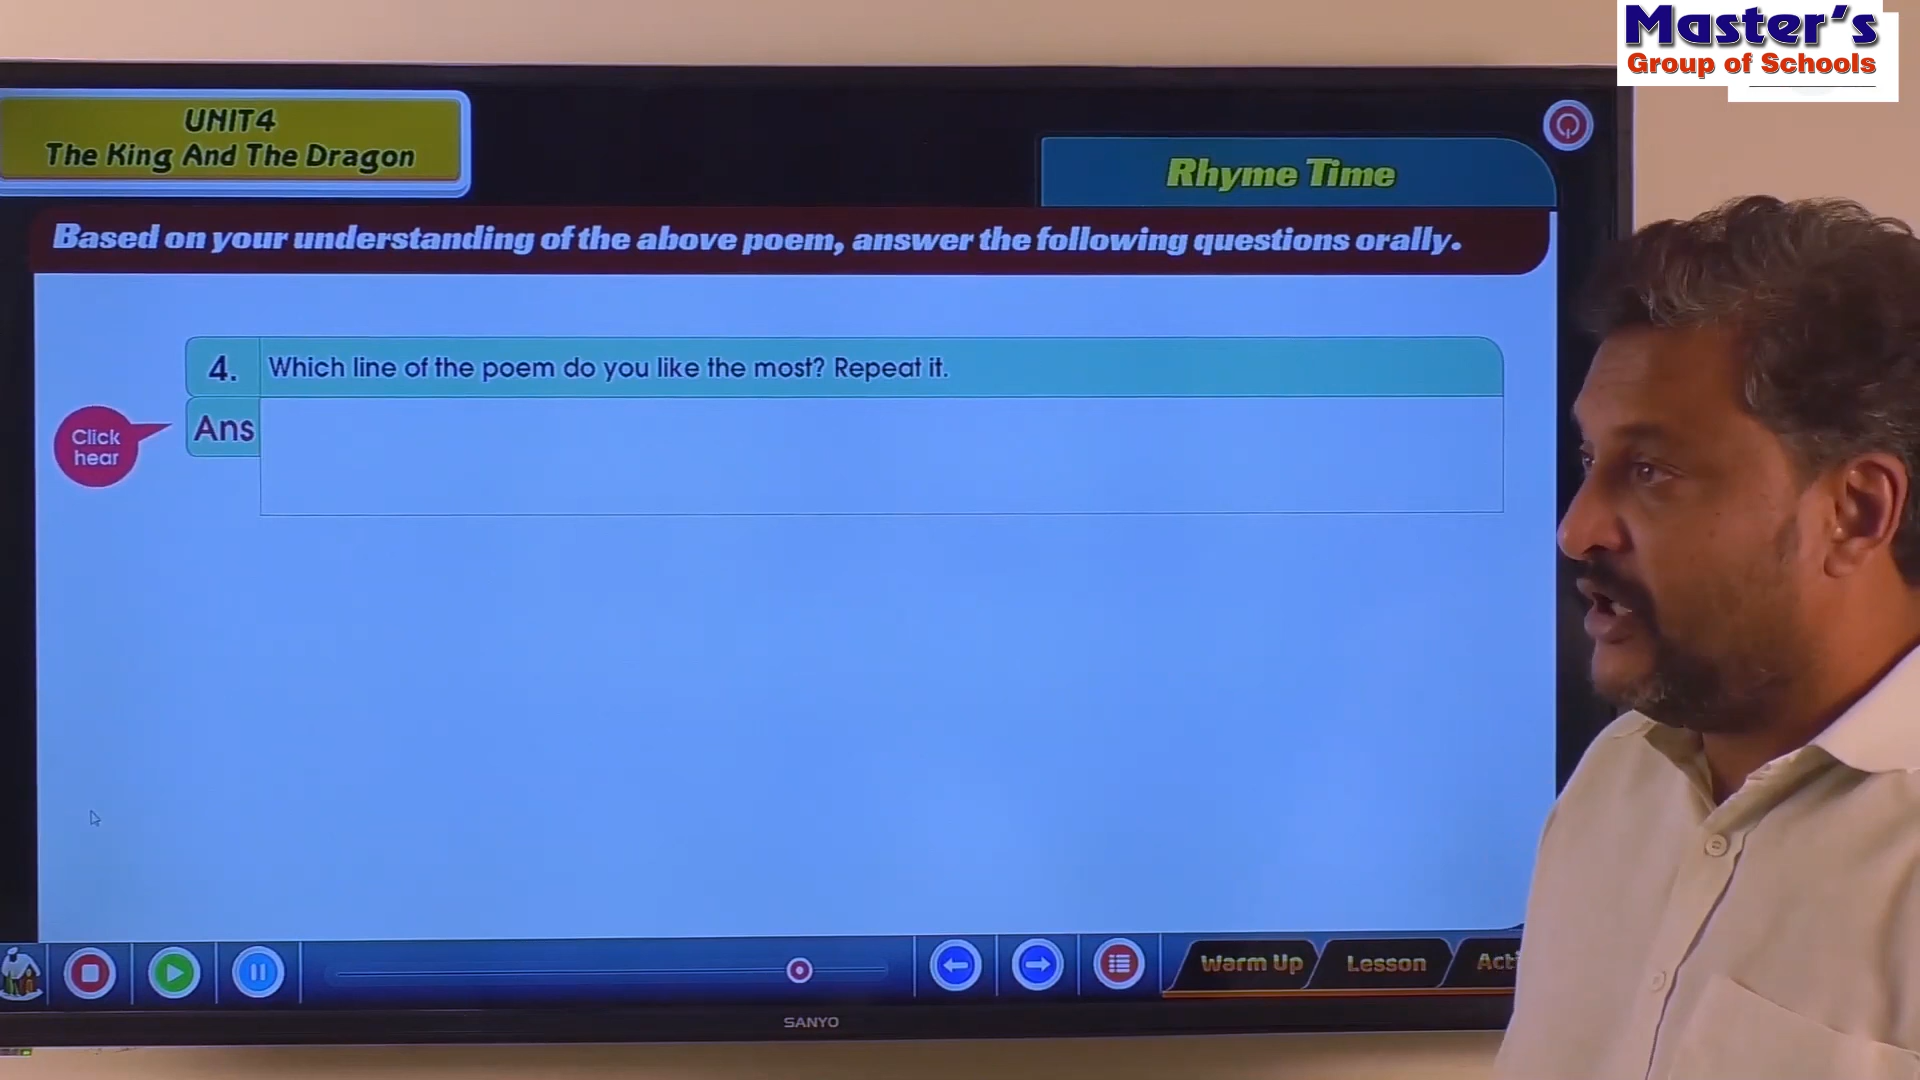 Master's
Group of Schools
UNIT4
The King And The Dragon
Rhyme Time
Based on your understanding of the above poem, answer the following questions orally.
4. Which line of the poem do you like the most? Repeat it.
Click
hear
Ans
Warm Up
Lesson
Acti
SANYO